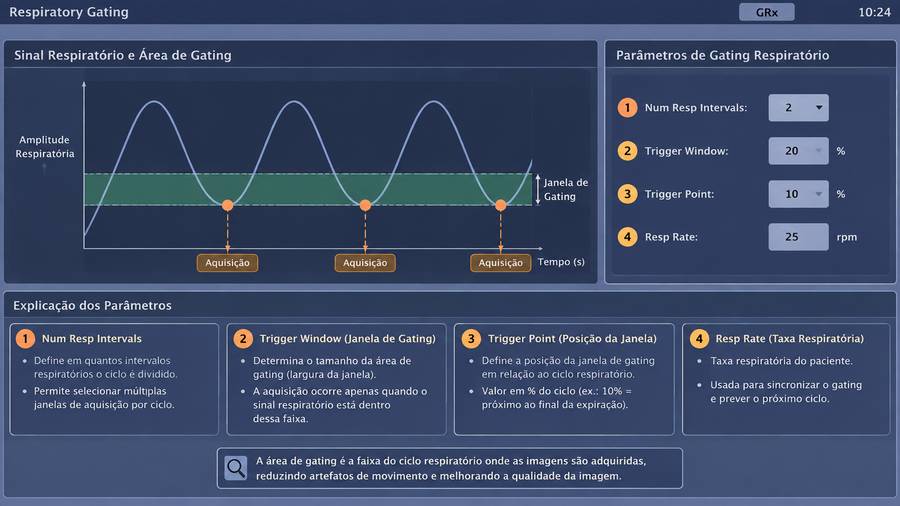 Respiratory Gating
GRx
10:24
Sinal Respiratório e Área de Gating
Amplitude
Respiratória
Janela de
Gating
Aquisição
Aquisição
Aquisição
Tempo (s)
Parâmetros de Gating Respiratório
1 Num Resp Intervals: 2
2 Trigger Window: 20 %
3 Trigger Point: 10 %
4 Resp Rate: 25 rpm
Explicação dos Parâmetros
1 Num Resp Intervals
• Define em quantos intervalos
respiratórios o ciclo é dividido.
• Permite selecionar múltiplas
janelas de aquisição por ciclo.
2 Trigger Window (Janela de Gating)
• Determina o tamanho da área de
gating (largura da janela).
• A aquisição ocorre apenas quando o
sinal respiratório está dentro
dessa faixa.
3 Trigger Point (Posição da Janela)
• Define a posição da janela de gating
em relação ao ciclo respiratório.
• Valor em % do ciclo (ex.: 10% =
próximo ao final da expiração).
4 Resp Rate (Taxa Respiratória)
• Taxa respiratória do paciente.
• Usada para sincronizar o gating
e prever o próximo ciclo.
A área de gating é a faixa do ciclo respiratório onde as imagens são adquiridas,
reduzindo artefatos de movimento e melhorando a qualidade da imagem.